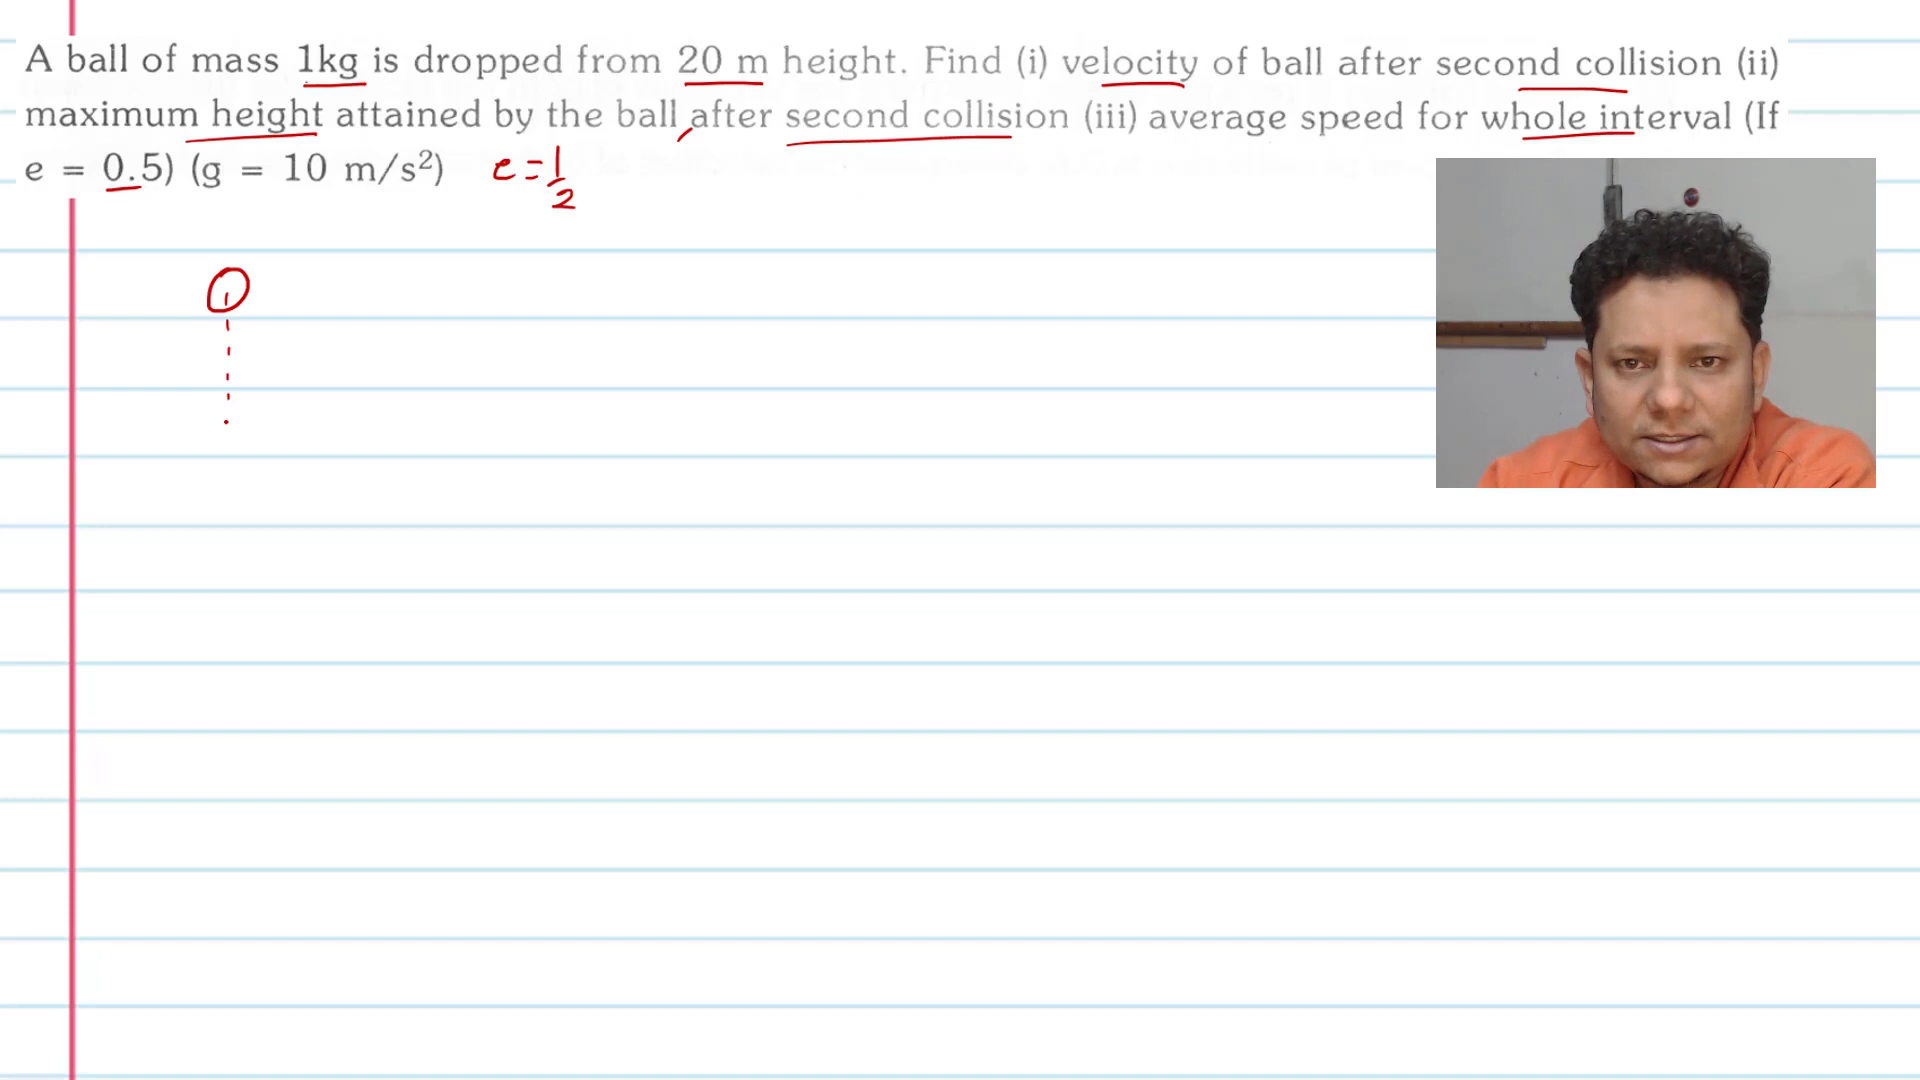 A ball of mass 1kg is dropped from 20 m height. Find (i) velocity of ball after second collision (ii)
maximum height attained by the ball after second collision (iii) average speed for whole interval (If
e = 0.5) (g = 10 m/s²) e = 1/2